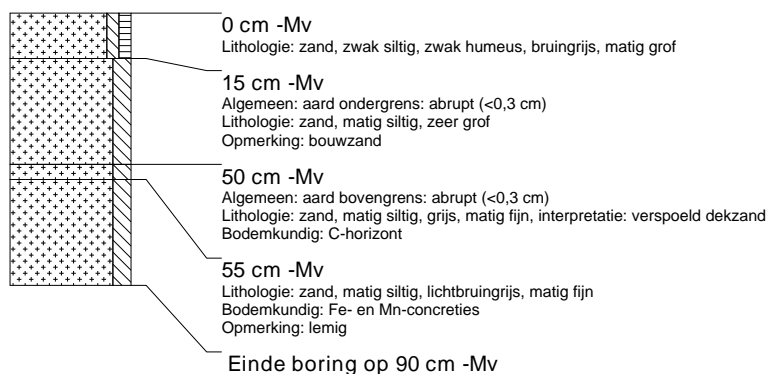 0 cm -Mv
Lithologie: zand, zwak siltig, zwak humeus, bruingrijs, matig grof
15 cm -Mv
Algemeen: aard ondergrens: abrupt (<0,3 cm)
Lithologie: zand, matig siltig, zeer grof
Opmerking: bouwzand
50 cm -Mv
Algemeen: aard bovengrens: abrupt (<0,3 cm)
Lithologie: zand, matig siltig, grijs, matig fijn, interpretatie: verspoeld dekzand
Bodemkundig: C-horizont
55 cm -Mv
Lithologie: zand, matig siltig, lichtbruingrijs, matig fijn
Bodemkundig: Fe- en Mn-concreties
Opmerking: lemig
Einde boring op 90 cm -Mv